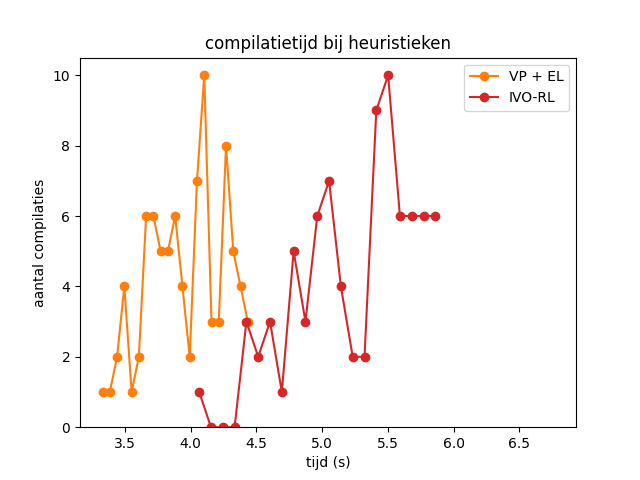 compilatietijd bij heuristieken
VP + EL
IVO-RL
aantal compilaties
10
8
6
4
2
0
3.5 4.0 4.5 5.0 5.5 6.0 6.5
tijd (s)